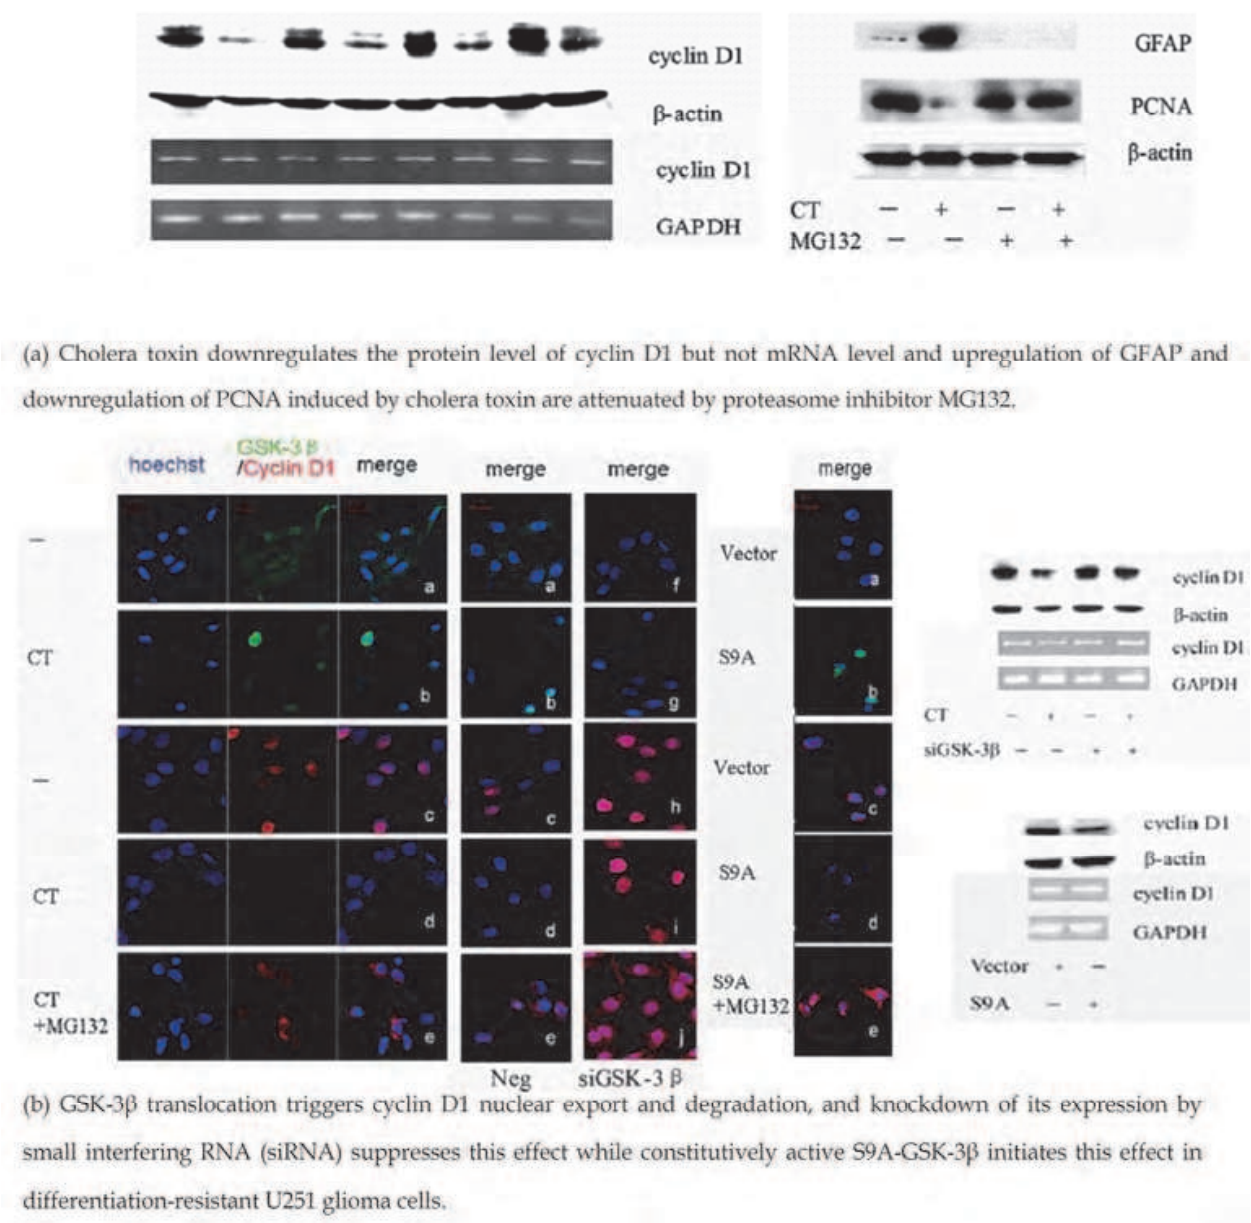 cyclin D1
β-actin
cyclin D1
GAPDH
GFAP
PCNA
β-actin
CT − + − +
MG132 − − + +
(a) Cholera toxin downregulates the protein level of cyclin D1 but not mRNA level and upregulation of GFAP and
downregulation of PCNA induced by cholera toxin are attenuated by proteasome inhibitor MG132.
hoechst
GSK-3 β
/Cyclin D1
merge
merge
merge
merge
−
a
a
f
Vector
a
CT
b
b
g
S9A
b
−
c
c
h
Vector
c
CT
d
d
i
S9A
d
CT
+MG132
e
e
j
S9A
+MG132
e
Neg
siGSK-3 β
cyclin D1
β-actin
cyclin D1
GAPDH
CT − + − +
siGSK-3β − − + +
cyclin D1
β-actin
cyclin D1
GAPDH
Vector + −
S9A − +
(b) GSK-3β translocation triggers cyclin D1 nuclear export and degradation, and knockdown of its expression by
small interfering RNA (siRNA) suppresses this effect while constitutively active S9A-GSK-3β initiates this effect in
differentiation-resistant U251 glioma cells.